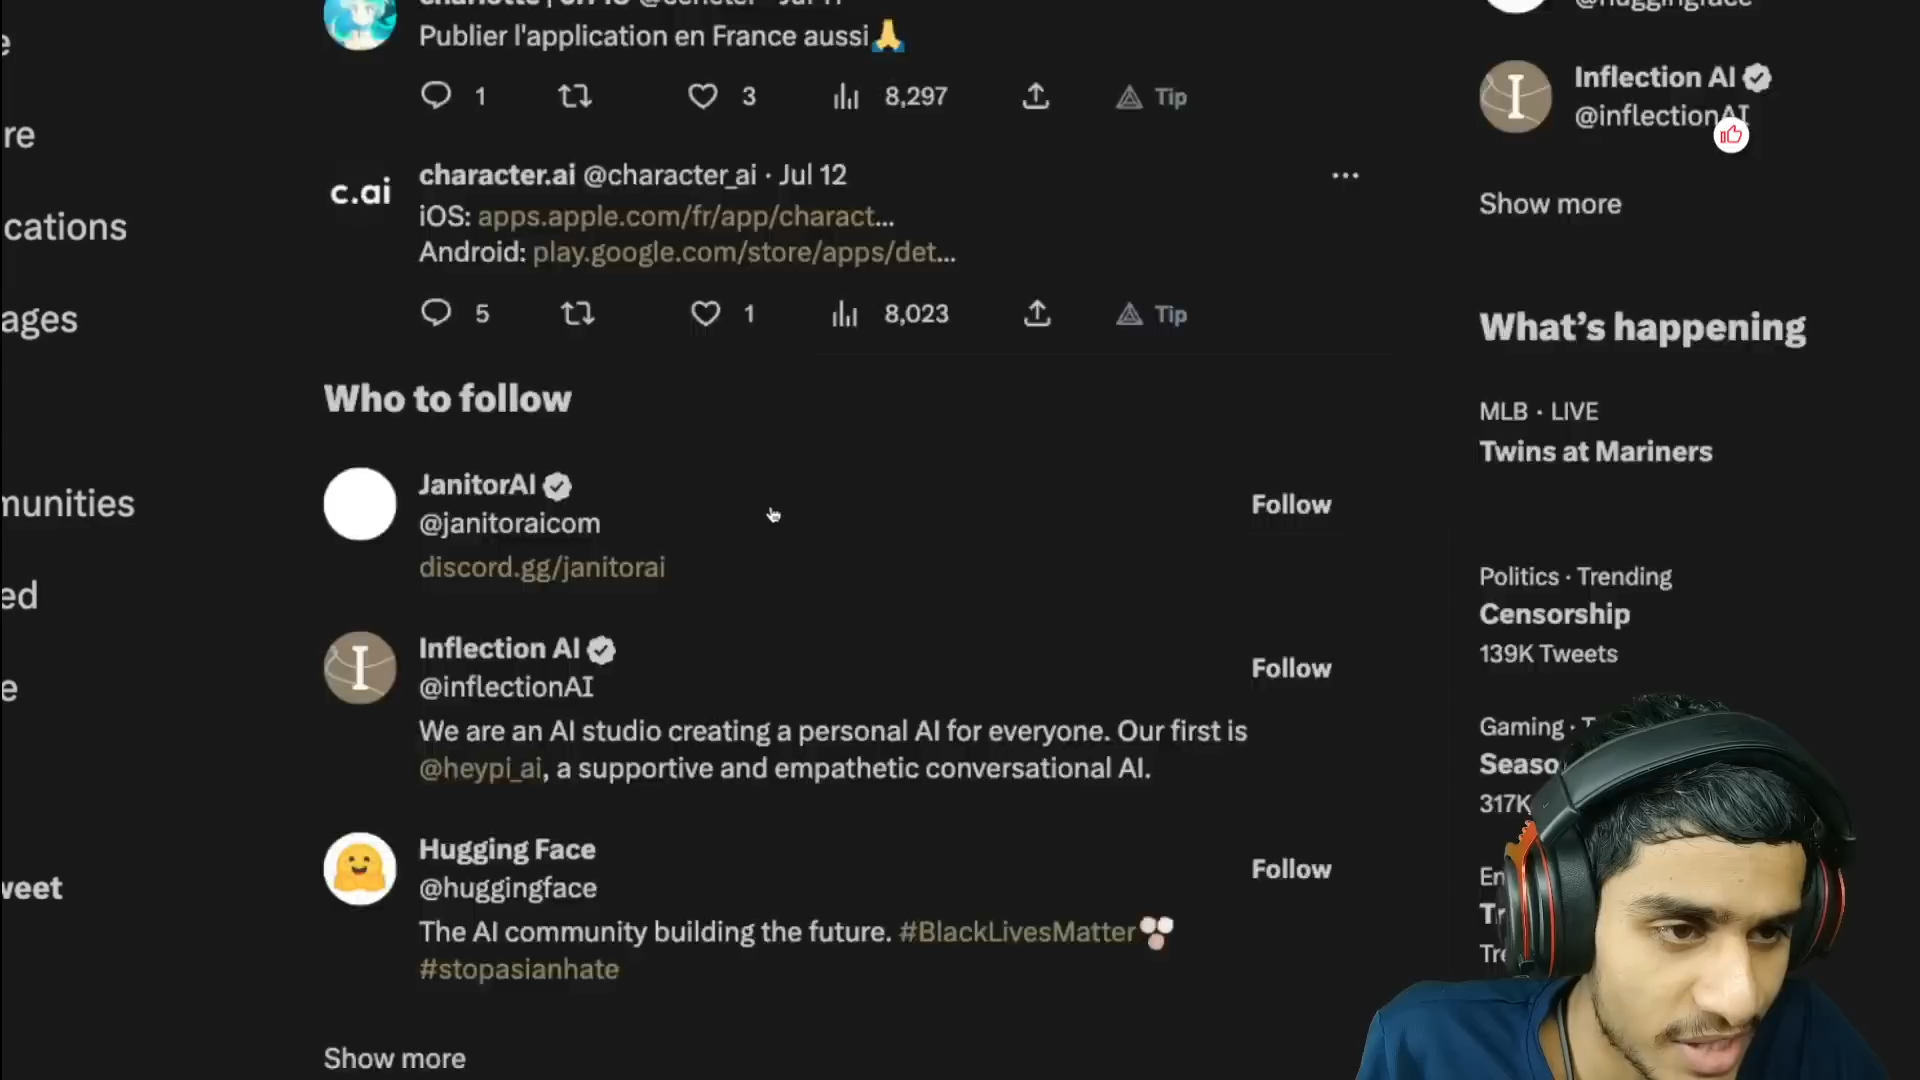 Publier l'application en France aussi🙏
1
3
8,297
Tip
c.ai
character.ai @character_ai · Jul 12
iOS: apps.apple.com/fr/app/charact...
Android: play.google.com/store/apps/det...
5
1
8,023
Tip
Who to follow
JanitorAI
@janitoraicom
Follow
discord.gg/janitorai
I
Inflection AI
@inflectionAI
Follow
We are an AI studio creating a personal AI for everyone. Our first is
@heypi_ai, a supportive and empathetic conversational AI.
Hugging Face
@huggingface
Follow
The AI community building the future. #BlackLivesMatter
#stopasianhate
Show more
re
cations
ages
munities
ed
e
weet
@huggingface
I
Inflection AI
@inflectionAI
Show more
What's happening
MLB · LIVE
Twins at Mariners
Politics · Trending
Censorship
139K Tweets
Gaming ·
Seaso
317K